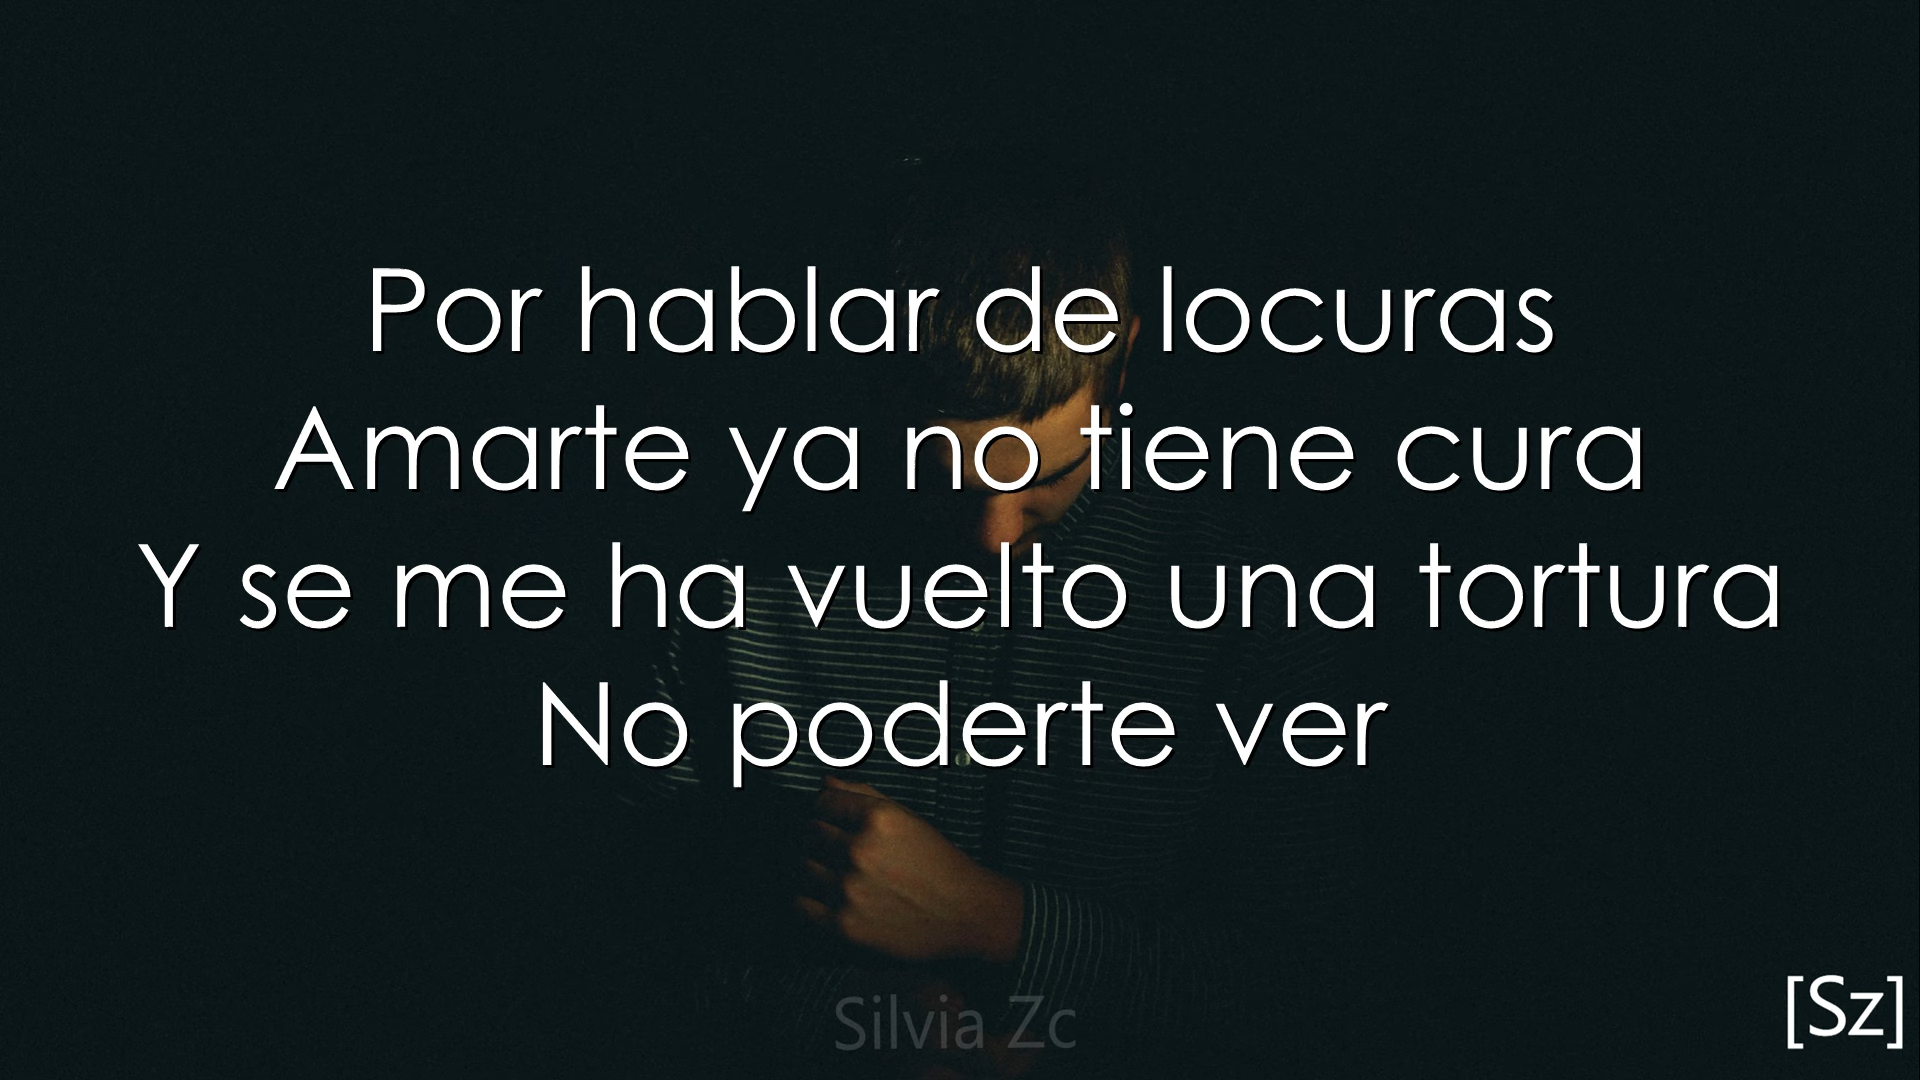 Por hablar de locuras
Amarte ya no tiene cura
Y se me ha vuelto una tortura
No poderte ver
Silvia Zc
[Sz]